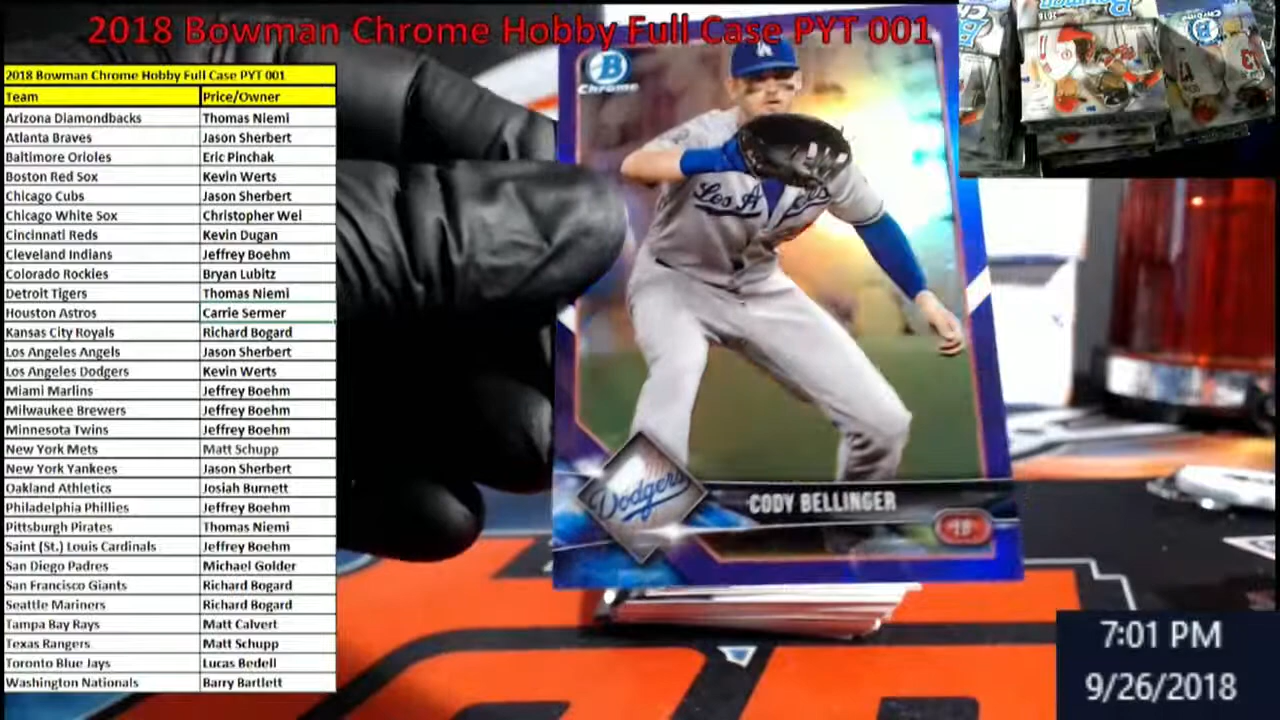 2018 Bowman Chrome Hobby Full Case PYT 001
2018 Bowman Chrome Hobby Full Case PYT 001
Team Price/Owner
Arizona Diamondbacks Thomas Niemi
Atlanta Braves Jason Sherbert
Baltimore Orioles Eric Pinchak
Boston Red Sox Kevin Werts
Chicago Cubs Jason Sherbert
Chicago White Sox Christopher Wel
Cincinnati Reds Kevin Dugan
Cleveland Indians Jeffrey Boehm
Colorado Rockies Bryan Lubitz
Detroit Tigers Thomas Niemi
Houston Astros Carrie Sermer
Kansas City Royals Richard Bogard
Los Angeles Angels Jason Sherbert
Los Angeles Dodgers Kevin Werts
Miami Marlins Jeffrey Boehm
Milwaukee Brewers Jeffrey Boehm
Minnesota Twins Jeffrey Boehm
New York Mets Matt Schupp
New York Yankees Jason Sherbert
Oakland Athletics Josiah Burnett
Philadelphia Phillies Jeffrey Boehm
Pittsburgh Pirates Thomas Niemi
Saint (St.) Louis Cardinals Jeffrey Boehm
San Diego Padres Michael Golder
San Francisco Giants Richard Bogard
Seattle Mariners Richard Bogard
Tampa Bay Rays Matt Calvert
Texas Rangers Matt Schupp
Toronto Blue Jays Lucas Bedell
Washington Nationals Barry Bartlett
B
Chrome
LA
Los A
Dodgers
CODY BELLINGER
7:01 PM
9/26/2018